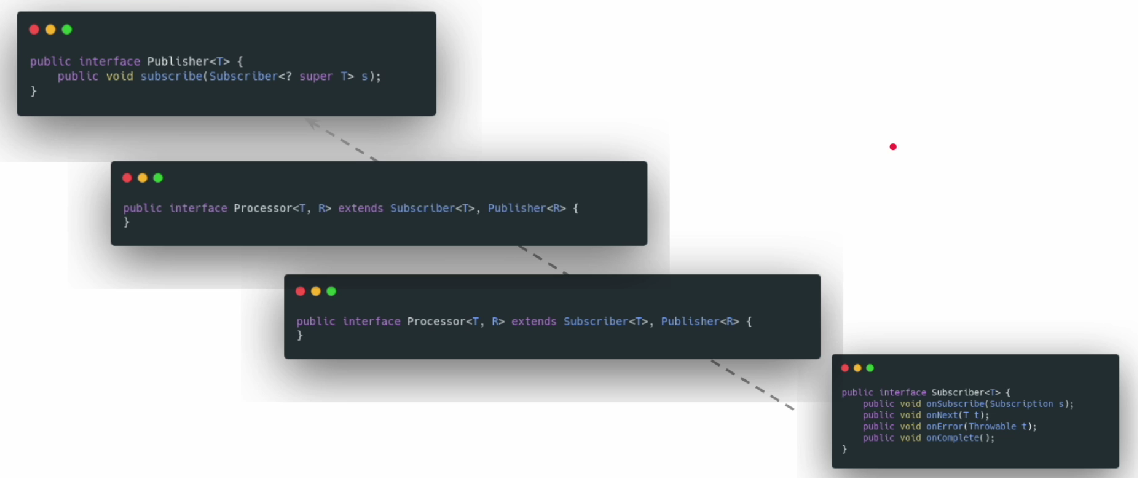 public interface Publisher<T> {
    public void subscribe(Subscriber<? super T> s);
}
public interface Processor<T, R> extends Subscriber<T>, Publisher<R> {
}
public interface Processor<T, R> extends Subscriber<T>, Publisher<R> {
}
public interface Subscriber<T> {
    public void onSubscribe(Subscription s);
    public void onNext(T t);
    public void onError(Throwable t);
    public void onComplete();
}